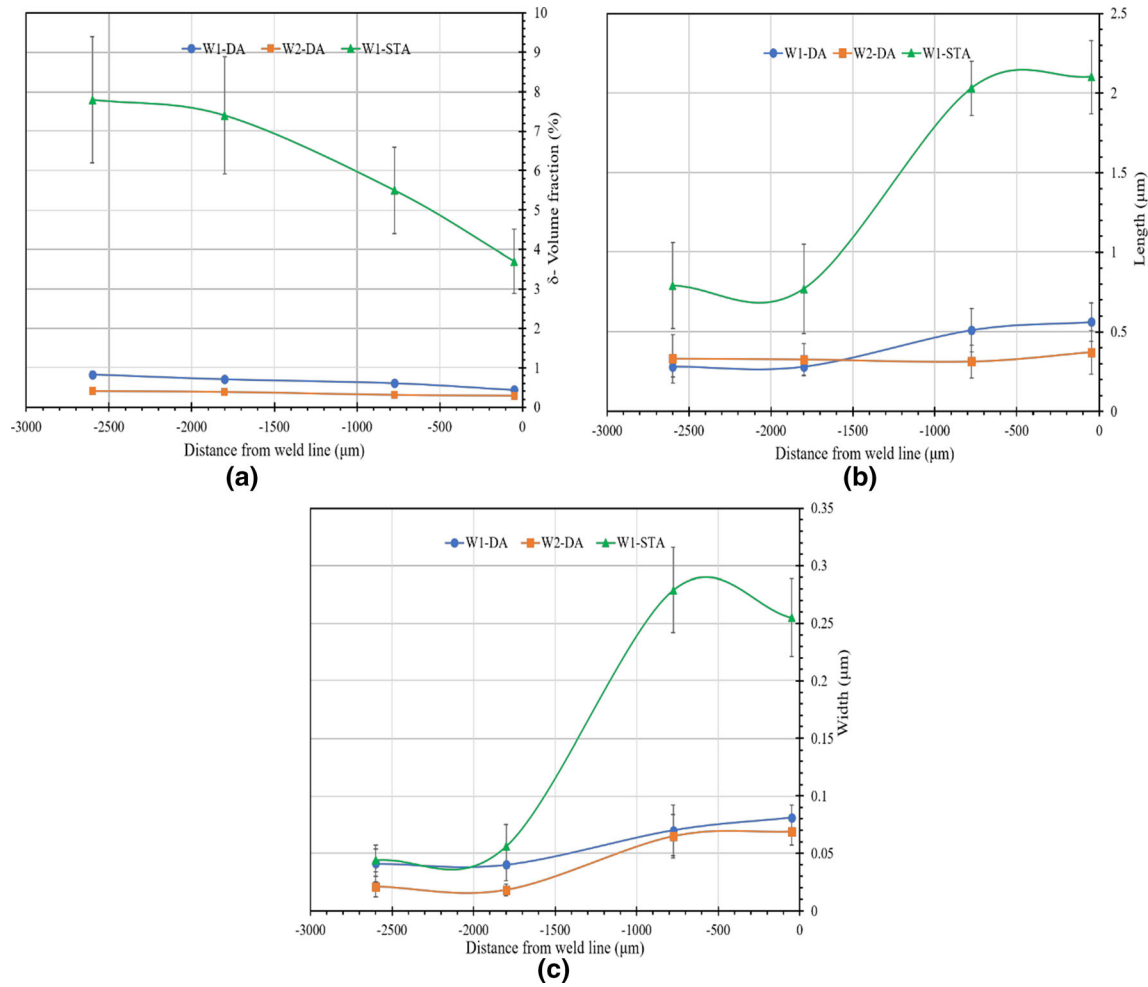 W1-DA W2-DA W1-STA
10
9
8
7
6
5
4
3
2
1
0
δ- Volume fraction (%)
-3000 -2500 -2000 -1500 -1000 -500 0
Distance from weld line (μm)
(a)
W1-DA W2-DA W1-STA
2.5
2
1.5
1
0.5
0
Length (μm)
-3000 -2500 -2000 -1500 -1000 -500 0
Distance from weld line (μm)
(b)
W1-DA W2-DA W1-STA
0.35
0.3
0.25
0.2
0.15
0.1
0.05
0
Width (μm)
-3000 -2500 -2000 -1500 -1000 -500 0
Distance from weld line (μm)
(c)